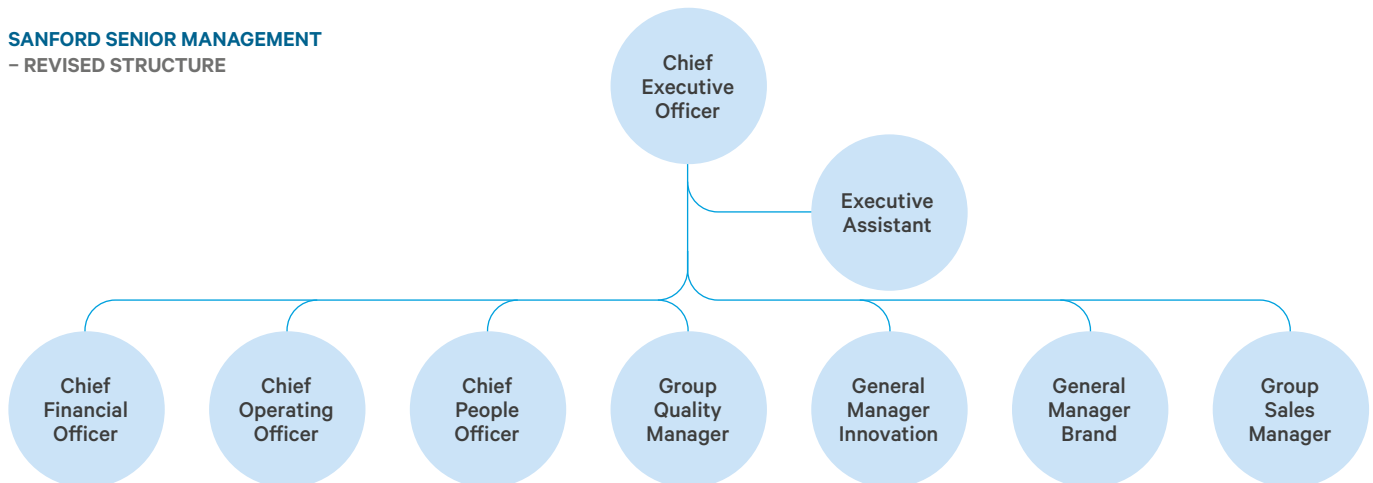 SANFORD SENIOR MANAGEMENT
– REVISED STRUCTURE
Chief
Executive
Officer
Executive
Assistant
Chief
Financial
Officer
Chief
Operating
Officer
Chief
People
Officer
Group
Quality
Manager
General
Manager
Innovation
General
Manager
Brand
Group
Sales
Manager